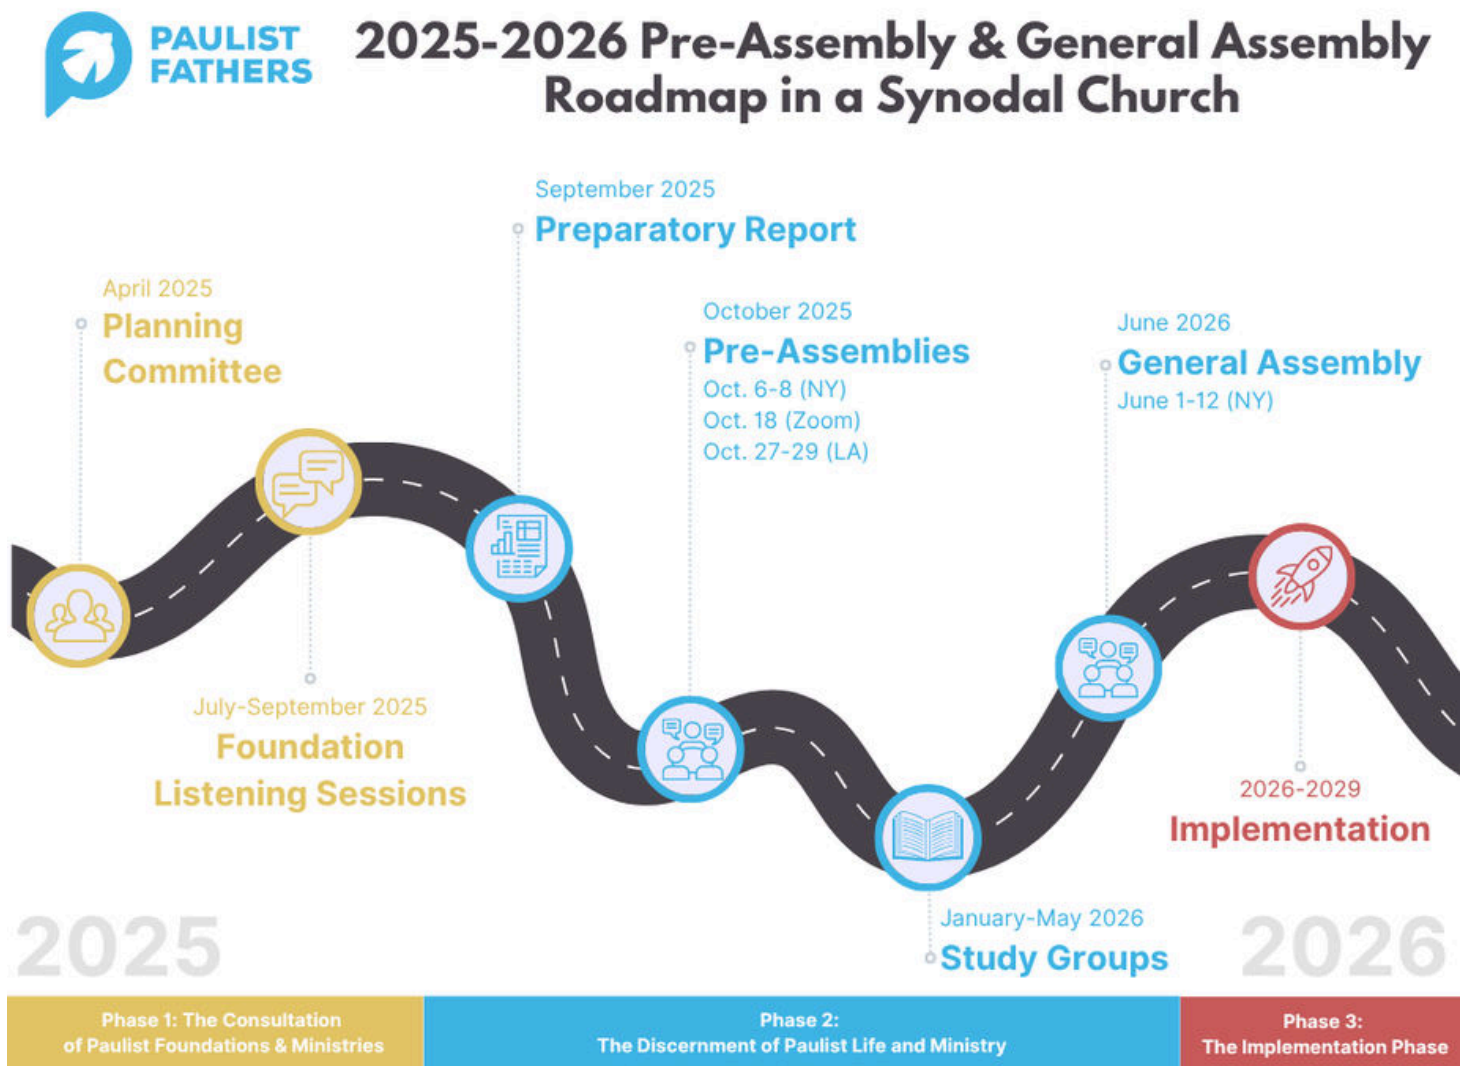 PAULIST
FATHERS
2025-2026 Pre-Assembly & General Assembly
Roadmap in a Synodal Church
April 2025
Planning
Committee
July-September 2025
Foundation
Listening Sessions
September 2025
Preparatory Report
October 2025
Pre-Assemblies
Oct. 6-8 (NY)
Oct. 18 (Zoom)
Oct. 27-29 (LA)
January-May 2026
Study Groups
June 2026
General Assembly
June 1-12 (NY)
2026-2029
Implementation
2025
2026
Phase 1: The Consultation
of Paulist Foundations & Ministries
Phase 2:
The Discernment of Paulist Life and Ministry
Phase 3:
The Implementation Phase